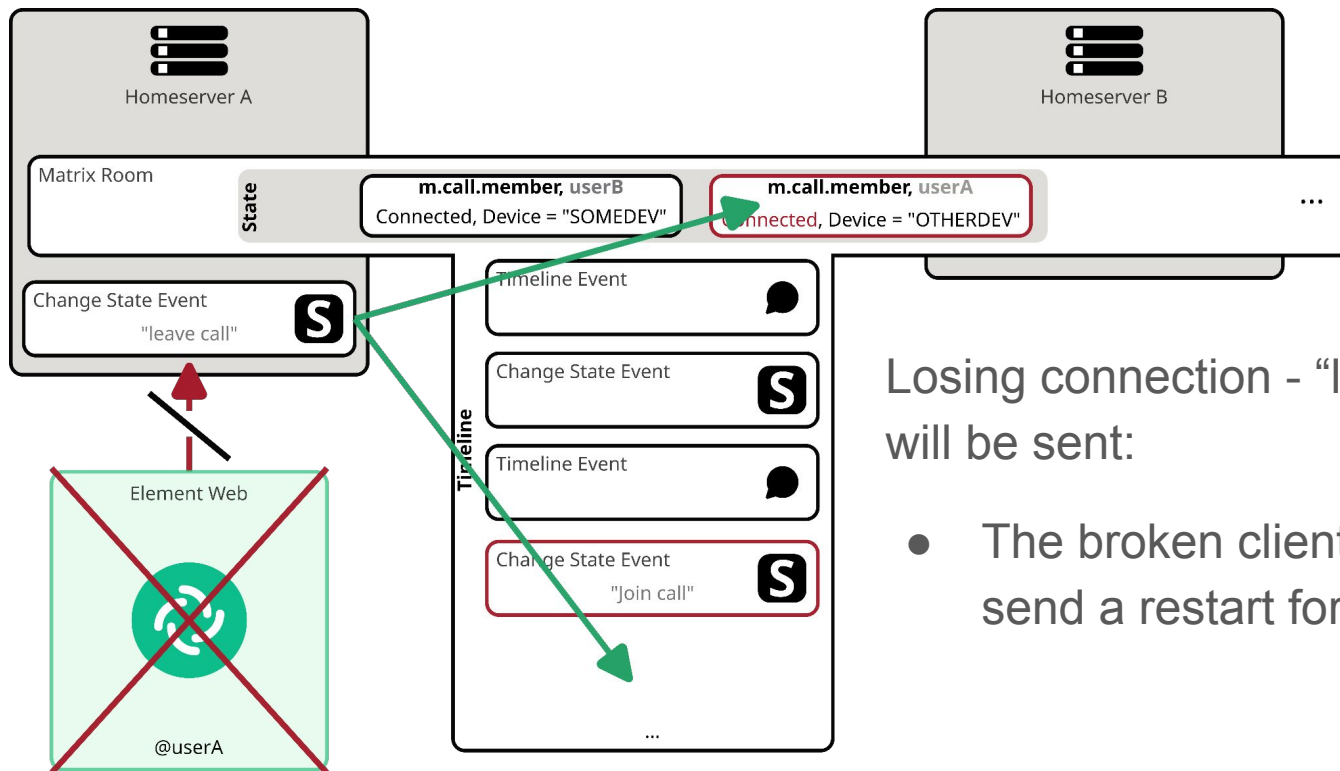 Homeserver A
Homeserver B
Matrix Room
State
m.call.member, userB
Connected, Device = "SOMEDEV"
m.call.member, userA
Connected, Device = "OTHERDEV"
...
Change State Event
"leave call"
S
Timeline
Timeline Event
Change State Event
S
Timeline Event
Change State Event
"Join call"
S
...
Element Web
@userA
Losing connection - “l
will be sent:
● The broken client
send a restart for